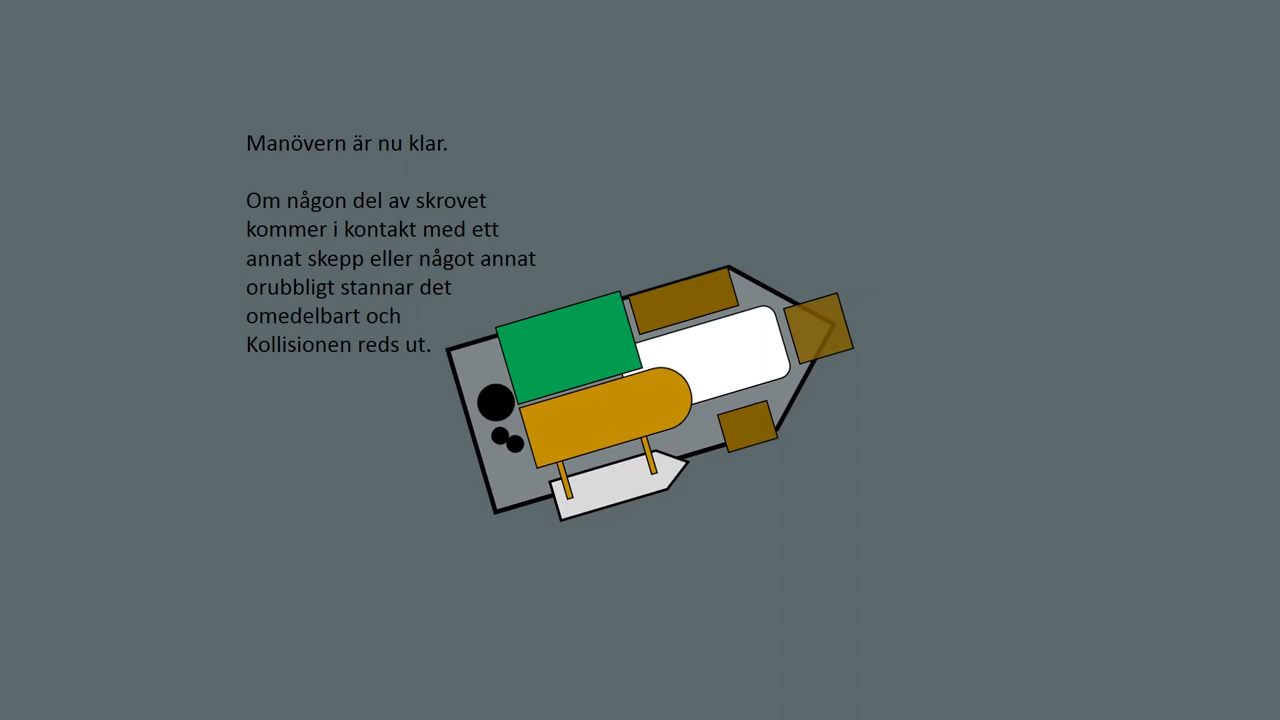 Manövern är nu klar.
Om någon del av skrovet
kommer i kontakt med ett
annat skepp eller något annat
orubbligt stannar det
omedelbart och
Kollisionen reds ut.